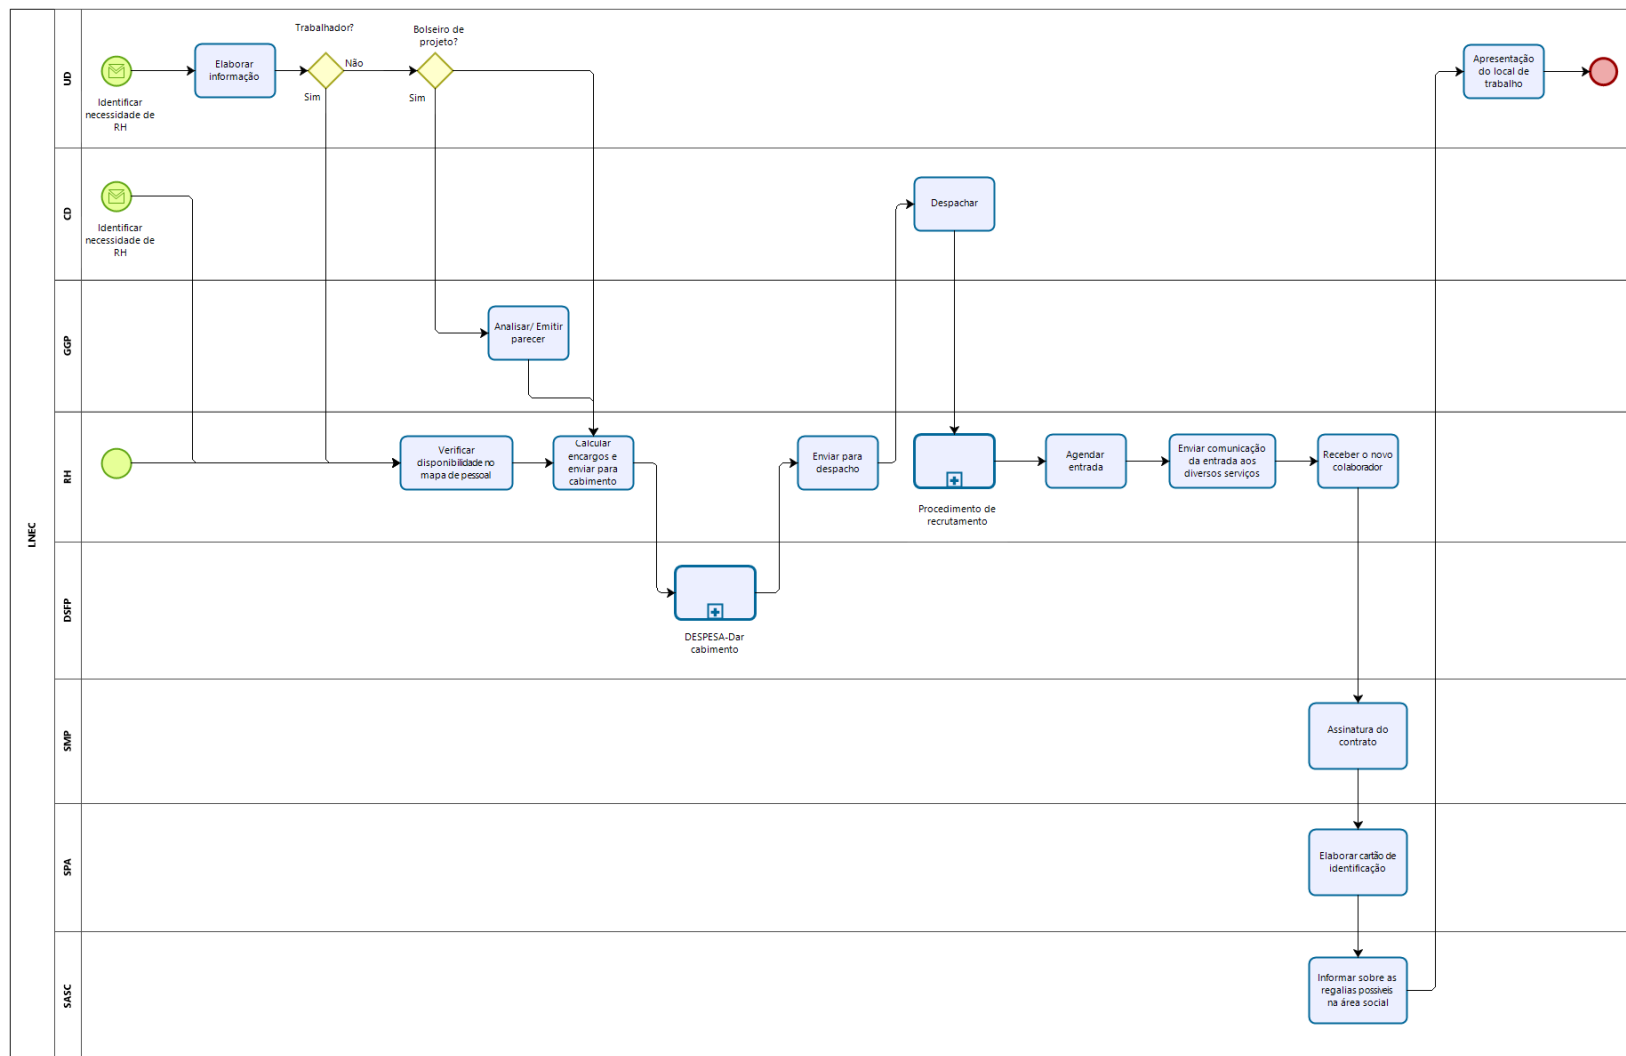 LNEC
UD
Identificar
necessidade de
RH
Elaborar
informação
Trabalhador?
Não
Sim
Bolseiro de
projeto?
Sim
Apresentação
do local de
trabalho
CD
Identificar
necessidade de
RH
Despachar
GGP
Analisar/ Emitir
parecer
RH
Verificar
disponibilidade no
mapa de pessoal
Calcular
encargos e
enviar para
cabimento
Enviar para
despacho
Procedimento de
recrutamento
Agendar
entrada
Enviar comunicação
da entrada aos
diversos serviços
Receber o novo
colaborador
DSFP
DESPESA-Dar
cabimento
SMP
Assinatura do
contrato
SPA
Elaborar cartão de
identificação
SASC
Informar sobre as
regalias possíveis
na área social